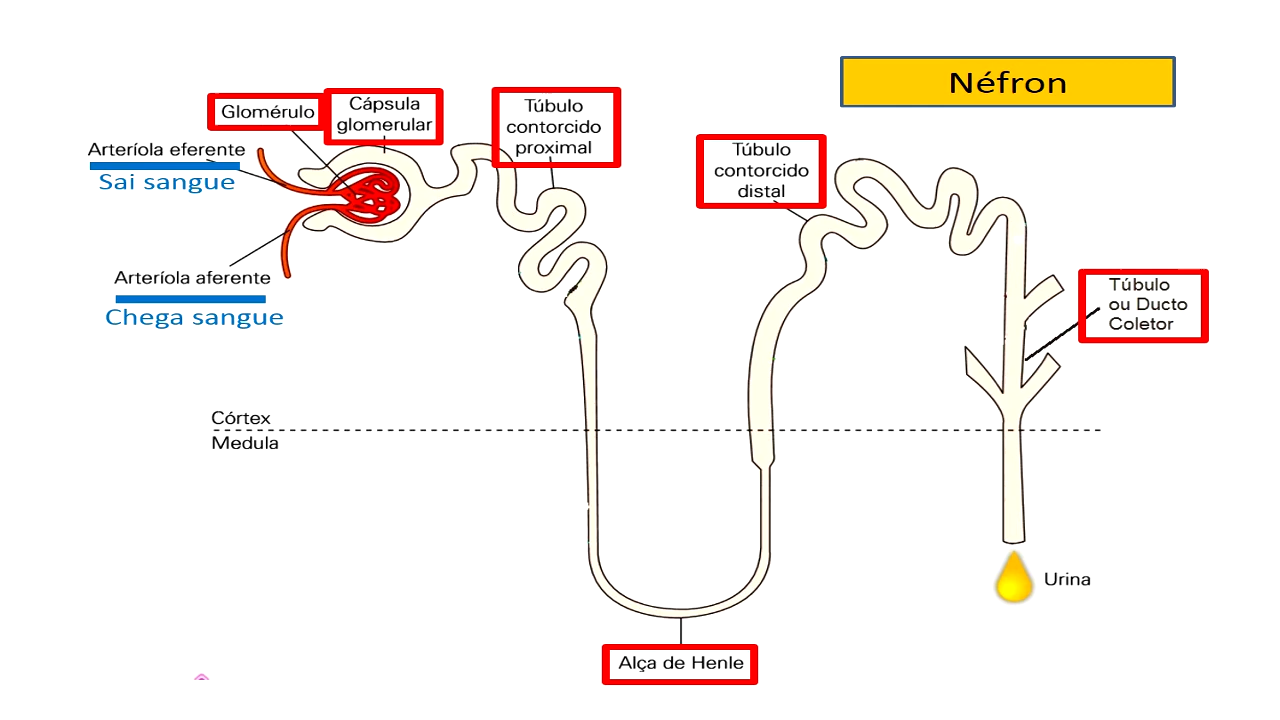 Néfron
Glomérulo
Cápsula
glomerular
Túbulo
contorcido
proximal
Arteríola eferente
Sai sangue
Túbulo
contorcido
distal
Arteríola aferente
Chega sangue
Túbulo
ou Ducto
Coletor
Córtex
Medula
Urina
Alça de Henle